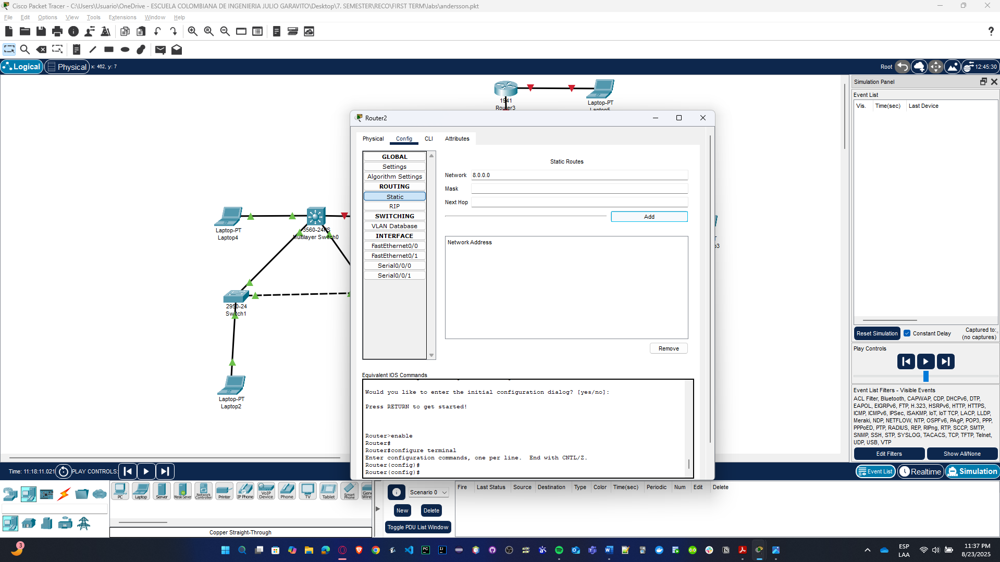 Cisco Packet Tracer - C:\Users\Usuario\OneDrive - ESCUELA COLOMBIANA DE INGENIERIA JULIO GARAVITO\Desktop\7. SEMESTER\RECO\FIRST TERM\labs\andersson.pkt
File Edit Options View Tools Extensions Window Help
Logical Physical x: 462, y: 7
Root 12:45:30
1941
Router3
Laptop-PT
Laptop5
Laptop-PT
Laptop4
3560-24PS
Multilayer Switch0
2950-24
Switch1
Laptop-PT
Laptop2
Router2
Physical Config CLI Attributes
GLOBAL
Settings
Algorithm Settings
ROUTING
Static
RIP
SWITCHING
VLAN Database
INTERFACE
FastEthernet0/0
FastEthernet0/1
Serial0/0/0
Serial0/0/1
Static Routes
Network 8.0.0.0
Mask
Next Hop
Add
Network Address
Remove
Equivalent IOS Commands
Would you like to enter the initial configuration dialog? [yes/no]:
Press RETURN to get started!
Router>enable
Router#
Router#configure terminal
Enter configuration commands, one per line.  End with CNTL/Z.
Router(config)#
Router(config)#
Simulation Panel
Event List
Vis. Time(sec) Last Device
Reset Simulation Constant Delay Captured to:
(no captures)
Play Controls
Event List Filters - Visible Events
ACL Filter, Bluetooth, CAPWAP, CDP, DHCPv6, DTP,
EAPOL, EIGRPv6, FTP, H.323, HSRPv6, HTTP, HTTPS,
ICMP, ICMPv6, IPSec, ISAKMP, IoT, IoT TCP, LACP, LLDP,
Meraki, NDP, NETFLOW, NTP, OSPFv6, PAgP, POP3, PPP,
PPPoED, PTP, RADIUS, REP, RIPng, RTP, SCCP, SMTP,
SNMP, SSH, STP, SYSLOG, TACACS, TCP, TFTP, Telnet,
UDP, USB, VTP
Edit Filters Show All/None
Time: 11:18:11.021 PLAY CONTROLS:
Event List Realtime Simulation
PC Laptop Server Meraki Server Network Controller Printer IP Phone VoIP Device Phone TV Tablet Smart Phone
Copper Straight-Through
Scenario 0
New Delete
Toggle PDU List Window
Fire Last Status Source Destination Type Color Time(sec) Periodic Num Edit Delete
3
ESP
LAA
11:37 PM
8/23/2025